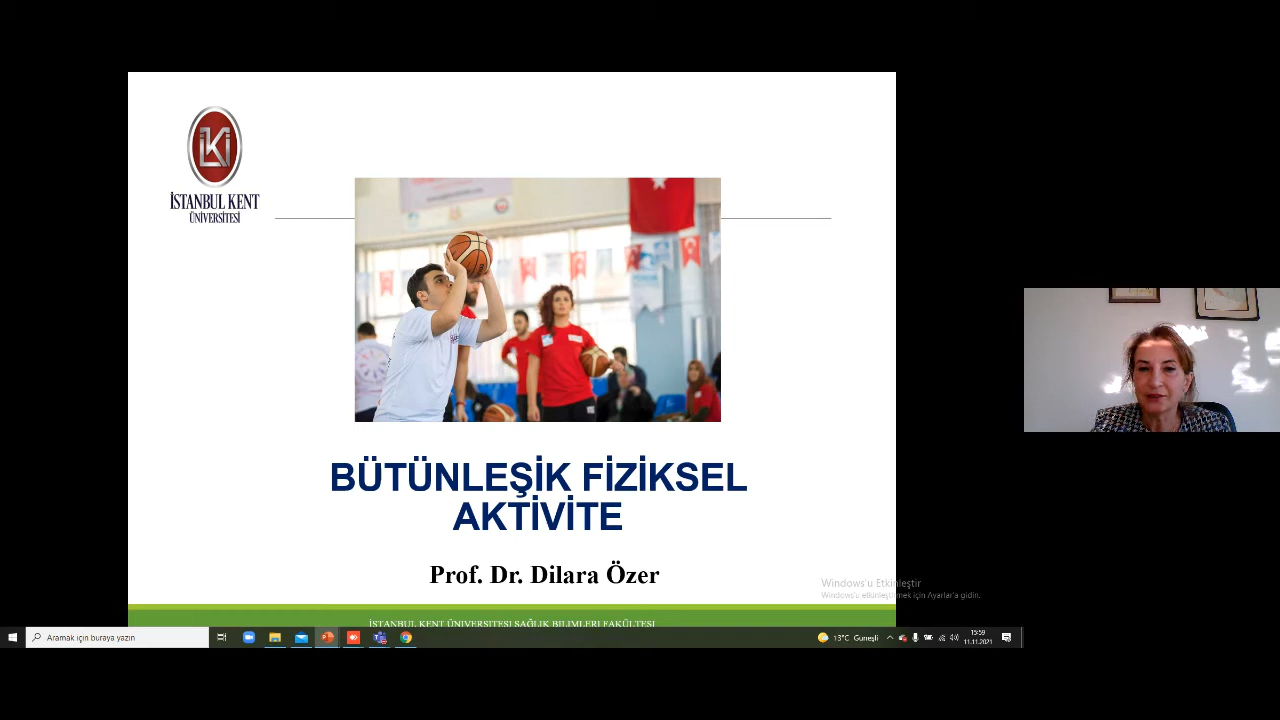 İSTANBUL KENT
ÜNİVERSİTESİ
BÜTÜNLEŞİK FİZİKSEL
AKTİVİTE
Prof. Dr. Dilara Özer
Windows'u Etkinleştir
Windows'u etkinleştirmek için Ayarlar'a gidin.
İSTANBUL KENT ÜNİVERSİTESİ SAĞLIK BİLİMLERİ FAKÜLTESİ
Aramak için buraya yazın
13°C Güneşli
15:59
11.11.2021